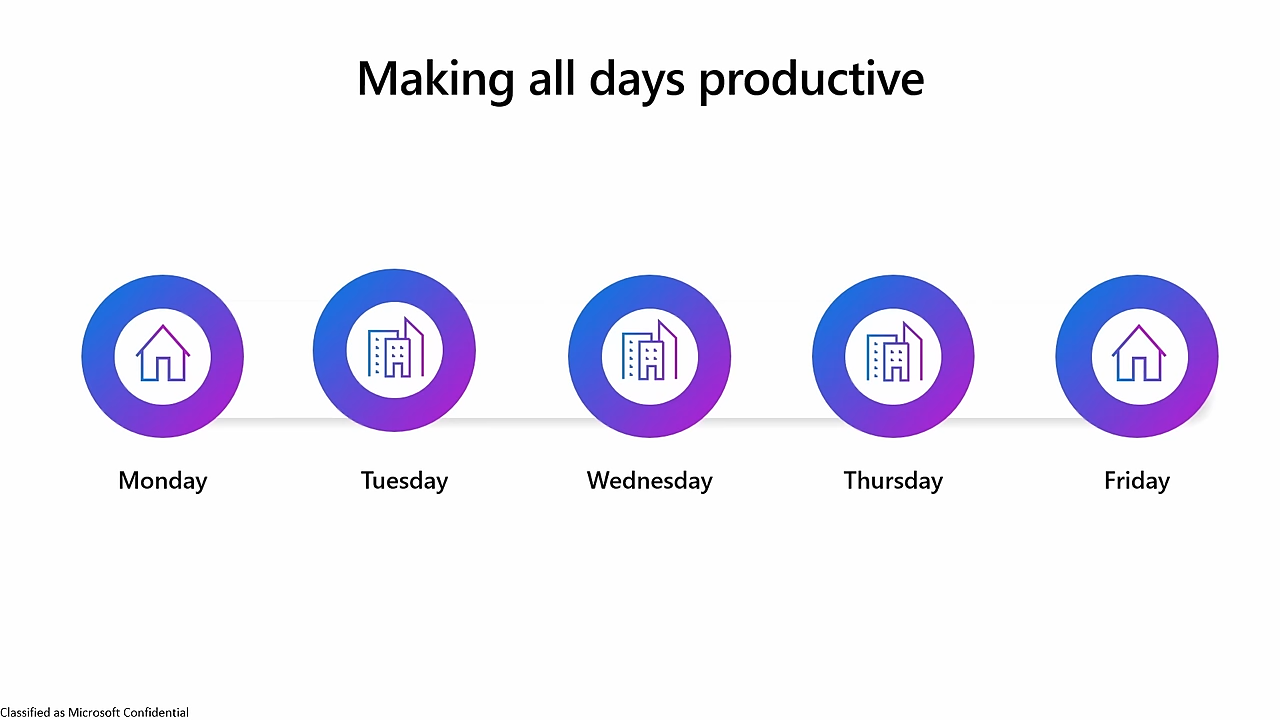 Making all days productive
Monday
Tuesday
Wednesday
Thursday
Friday
Classified as Microsoft Confidential